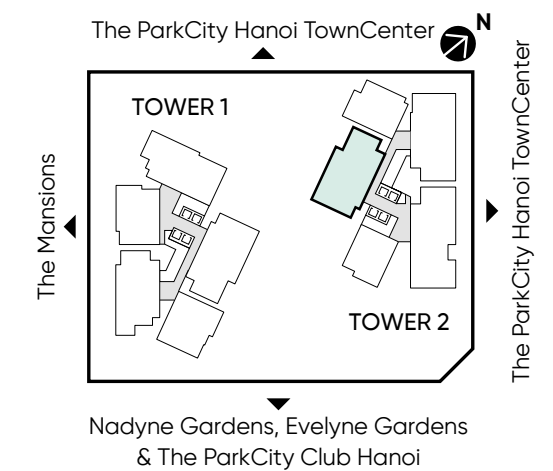 The ParkCity Hanoi TownCenter
N
TOWER 1
The Mansions
The ParkCity Hanoi TownCenter
TOWER 2
Nadyne Gardens, Evelyne Gardens
& The ParkCity Club Hanoi